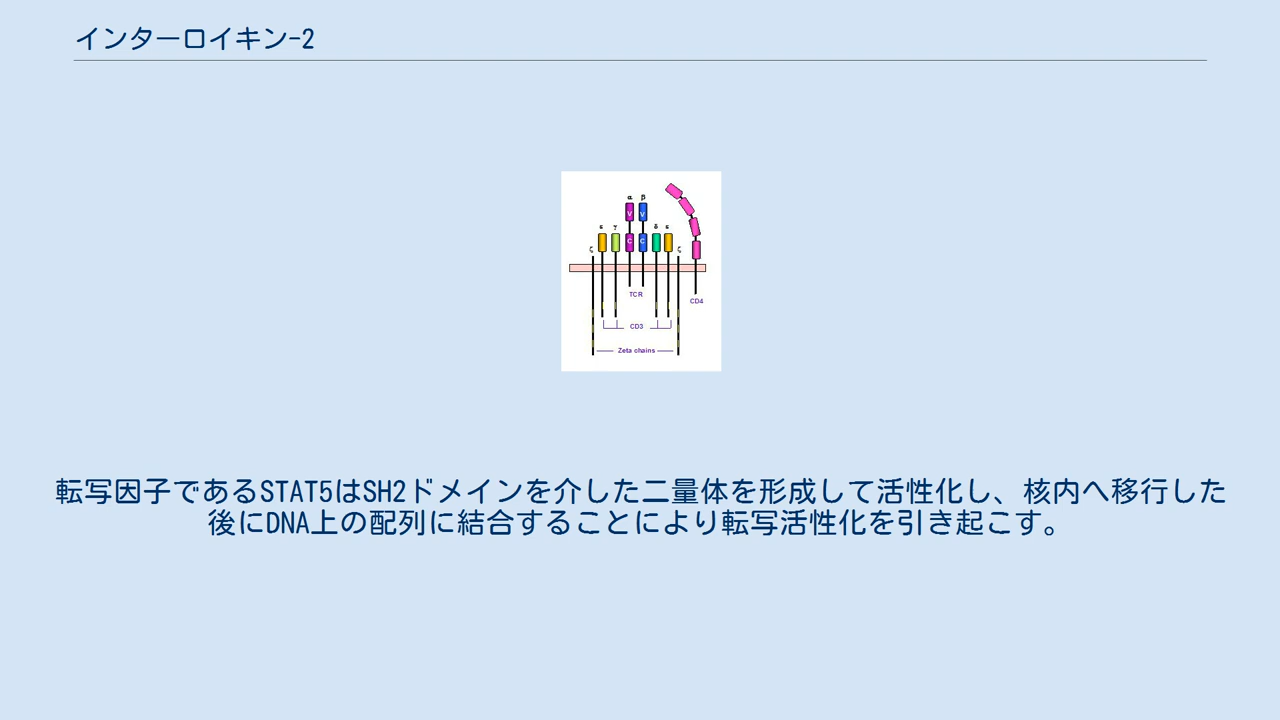 インターロイキン-2
α β
ε γ V V δ ε
ζ C C ζ
TCR
CD4
CD3
Zeta chains
転写因子であるSTAT5はSH2ドメインを介した二量体を形成して活性化し、核内へ移行した
後にDNA上の配列に結合することにより転写活性化を引き起こす。